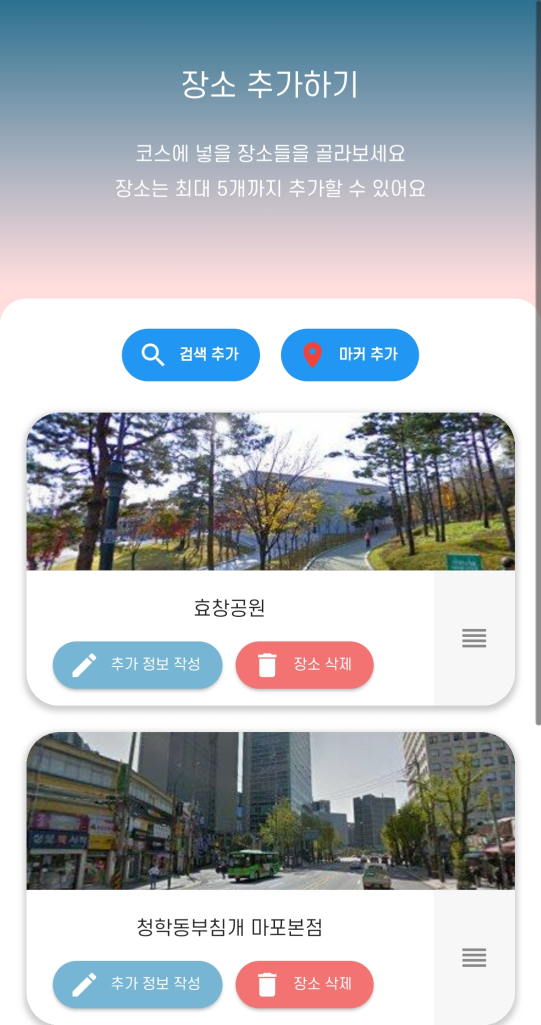 장소 추가하기
코스에 넣을 장소들을 골라보세요
장소는 최대 5개까지 추가할 수 있어요
검색 추가
마커 추가
효창공원
추가 정보 작성
장소 삭제
청학동부침개 마포본점
추가 정보 작성
장소 삭제